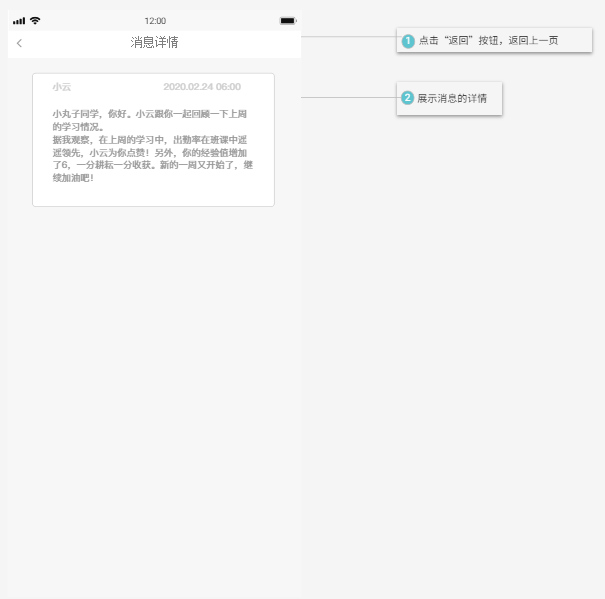 12:00
消息详情
小云 2020.02.24 06:00
小丸子同学，你好。小云跟你一起回顾一下上周
的学习情况。
据我观察，在上周的学习中，出勤率在班课中遥
遥领先，小云为你点赞！另外，你的经验值增加
了6，一分耕耘一分收获。新的一周又开始了，继
续加油吧！
1 点击“返回”按钮，返回上一页
2 展示消息的详情